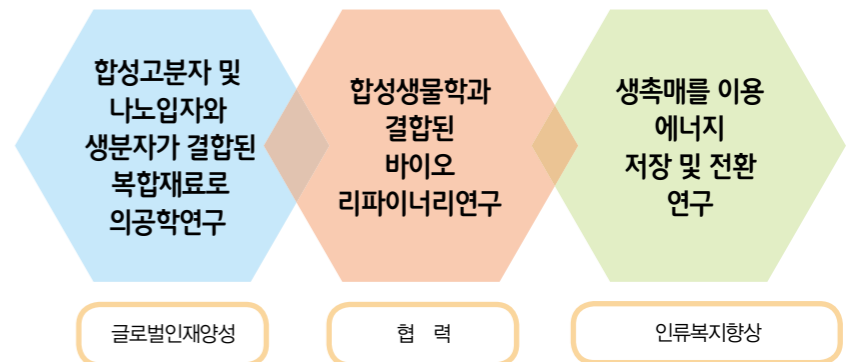 합성고분자 및
나노입자와
생분자가 결합된
복합재료로
의공학연구
합성생물학과
결합된
바이오
리파이너리연구
생촉매를 이용
에너지
저장 및 전환
연구
글로벌인재양성
협 력
인류복지향상